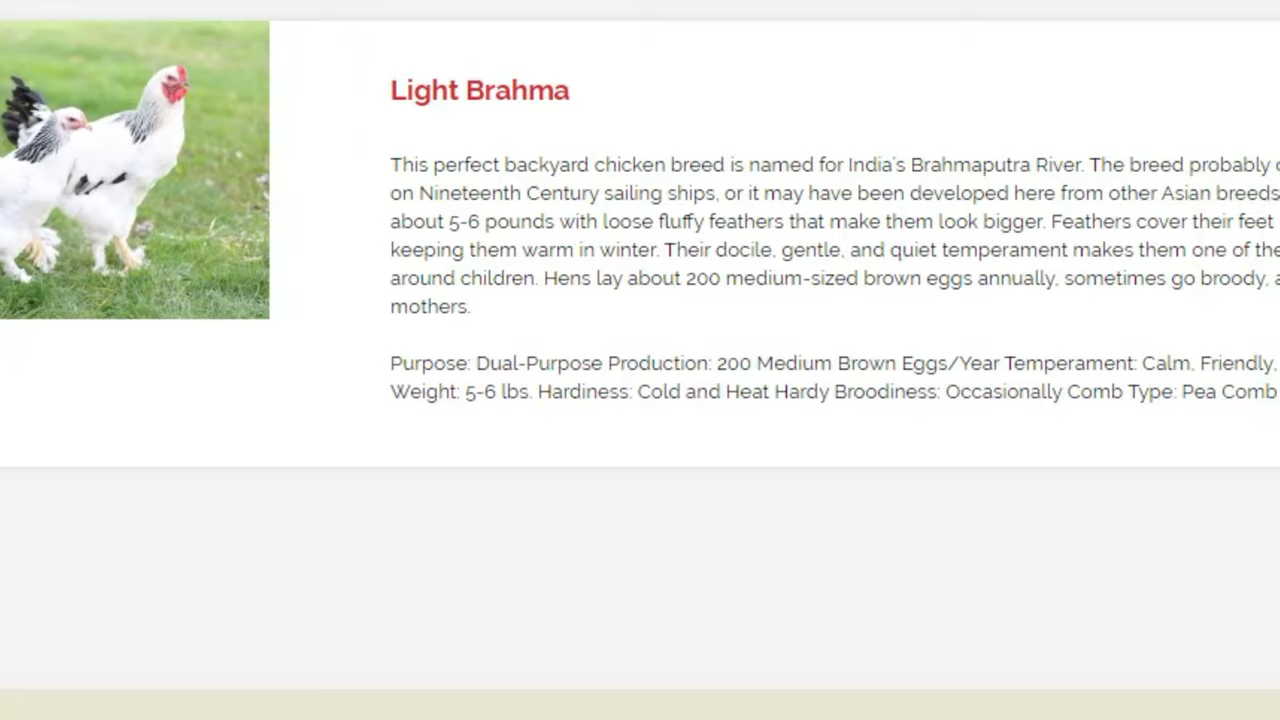 Light Brahma
This perfect backyard chicken breed is named for India's Brahmaputra River. The breed probably
on Nineteenth Century sailing ships, or it may have been developed here from other Asian breeds
about 5-6 pounds with loose fluffy feathers that make them look bigger. Feathers cover their feet
keeping them warm in winter. Their docile, gentle, and quiet temperament makes them one of the
around children. Hens lay about 200 medium-sized brown eggs annually, sometimes go broody,
mothers.
Purpose: Dual-Purpose Production: 200 Medium Brown Eggs/Year Temperament: Calm, Friendly,
Weight: 5-6 lbs. Hardiness: Cold and Heat Hardy Broodiness: Occasionally Comb Type: Pea Comb